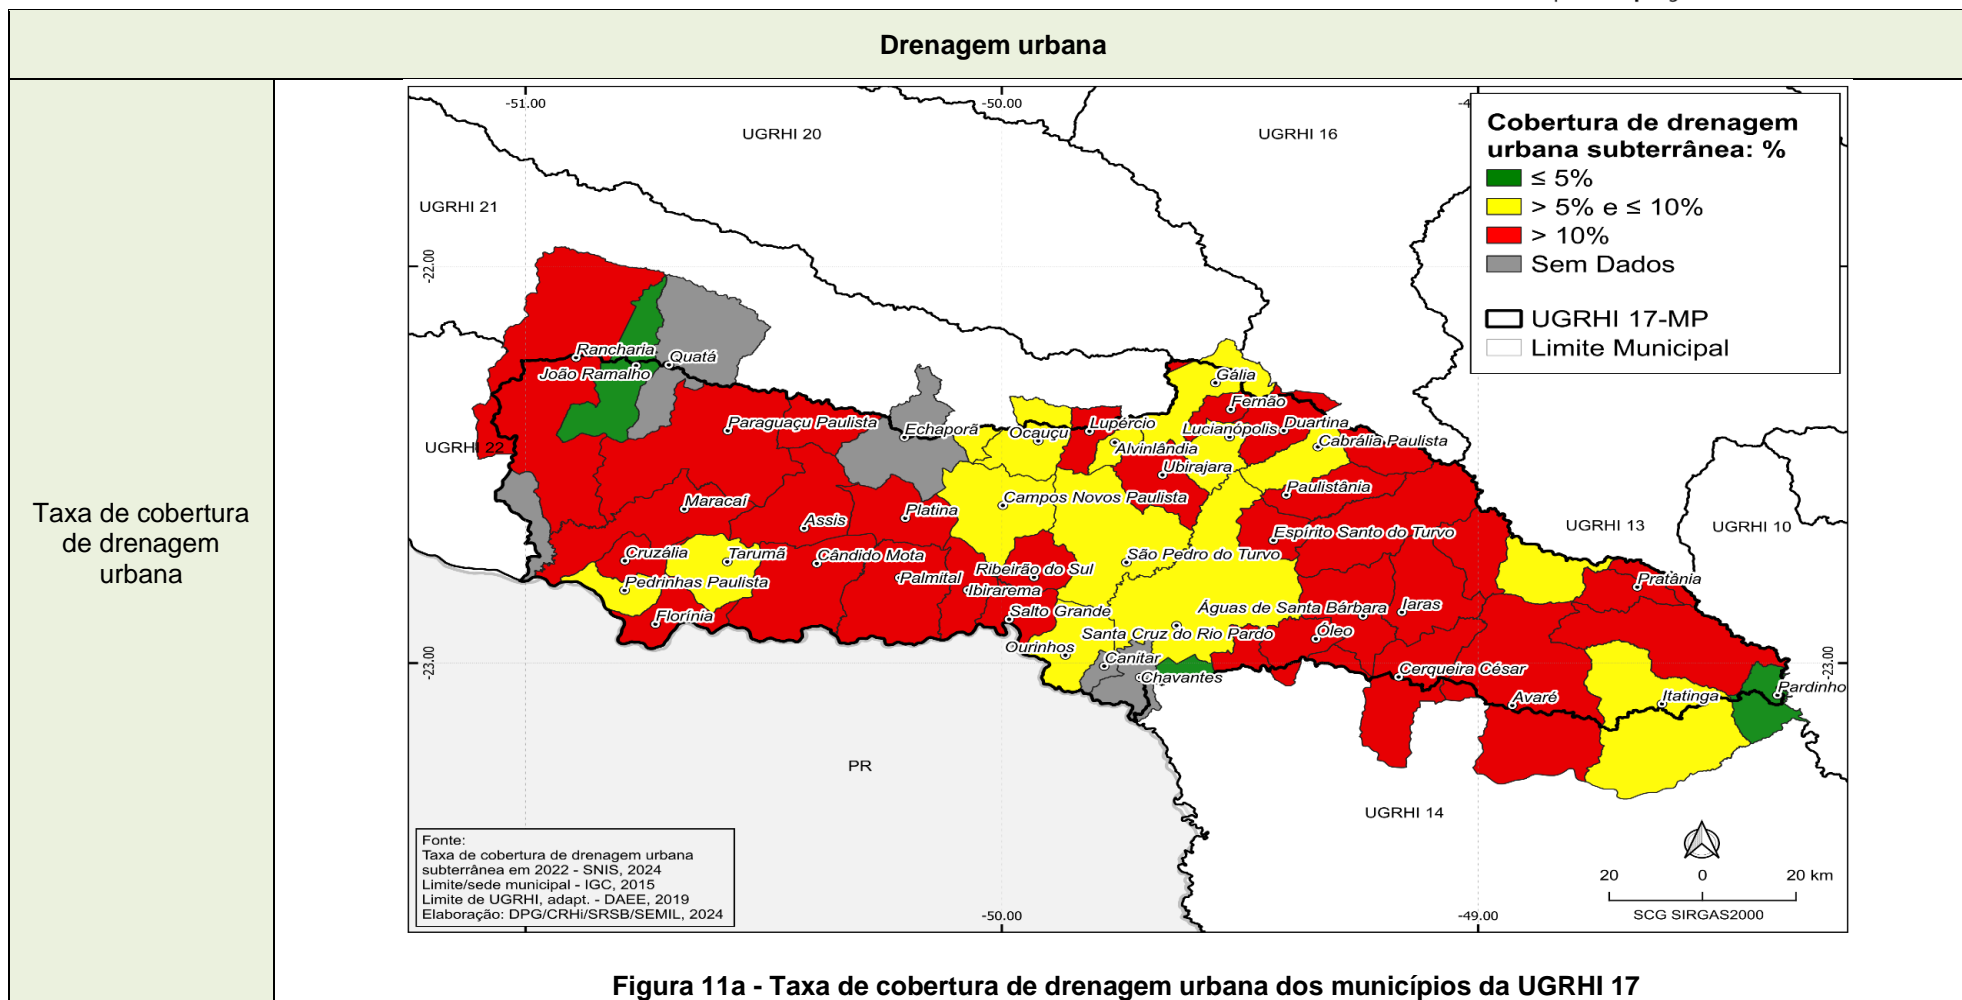 Drenagem urbana
Taxa de cobertura
de drenagem
urbana
-51.00
-50.00
UGRHI 20
UGRHI 16
UGRHI 21
UGRHI 22
UGRHI 13
UGRHI 10
UGRHI 14
PR
-22.00
-23.00
-23.00
-50.00
-49.00
Cobertura de drenagem
urbana subterrânea: %
≤ 5%
> 5% e ≤ 10%
> 10%
Sem Dados
UGRHI 17-MP
Limite Municipal
Rancharia
Quatá
João Ramalho
Gália
Fernão
Paraguaçu Paulista
Echaporã
Ocauçu
Lupércio
Lucianópolis
Duartina
Alvinlândia
Cabrália Paulista
Ubirajara
Maracaí
Campos Novos Paulista
Paulistânia
Platina
Assis
Espírito Santo do Turvo
Cruzália
Tarumã
Cândido Mota
São Pedro do Turvo
Pedrinhas Paulista
Palmital
Ribeirão do Sul
Pratânia
Ibirarema
Florínia
Salto Grande
Águas de Santa Bárbara
Iaras
Santa Cruz do Rio Pardo
Óleo
Ourinhos
Canitar
Chavantes
Cerqueira César
Avaré
Itatinga
Pardinho
Fonte:
Taxa de cobertura de drenagem urbana
subterrânea em 2022 - SNIS, 2024
Limite/sede municipal - IGC, 2015
Limite de UGRHI, adapt. - DAEE, 2019
Elaboração: DPG/CRHi/SRSB/SEMIL, 2024
20 0 20 km
SCG SIRGAS2000
Figura 11a - Taxa de cobertura de drenagem urbana dos municípios da UGRHI 17